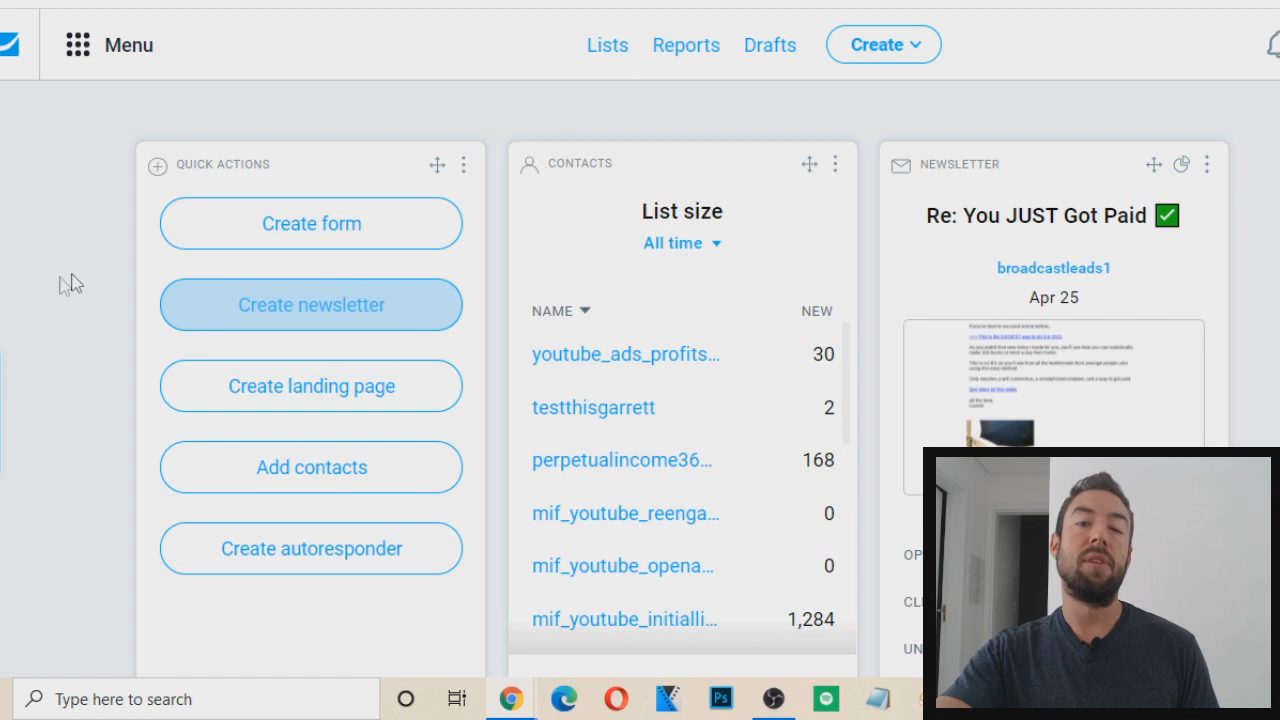 Menu
Lists
Reports
Drafts
Create
QUICK ACTIONS
Create form
Create newsletter
Create landing page
Add contacts
Create autoresponder
CONTACTS
List size
All time
NAME
NEW
youtube_ads_profits...
30
testthisgarrett
2
perpetualincome36...
168
mif_youtube_reenga...
0
mif_youtube_opena...
0
mif_youtube_initialli...
1,284
NEWSLETTER
Re: You JUST Got Paid ✅
broadcastleads1
Apr 25
OP
CLI
UN
Type here to search
Ps